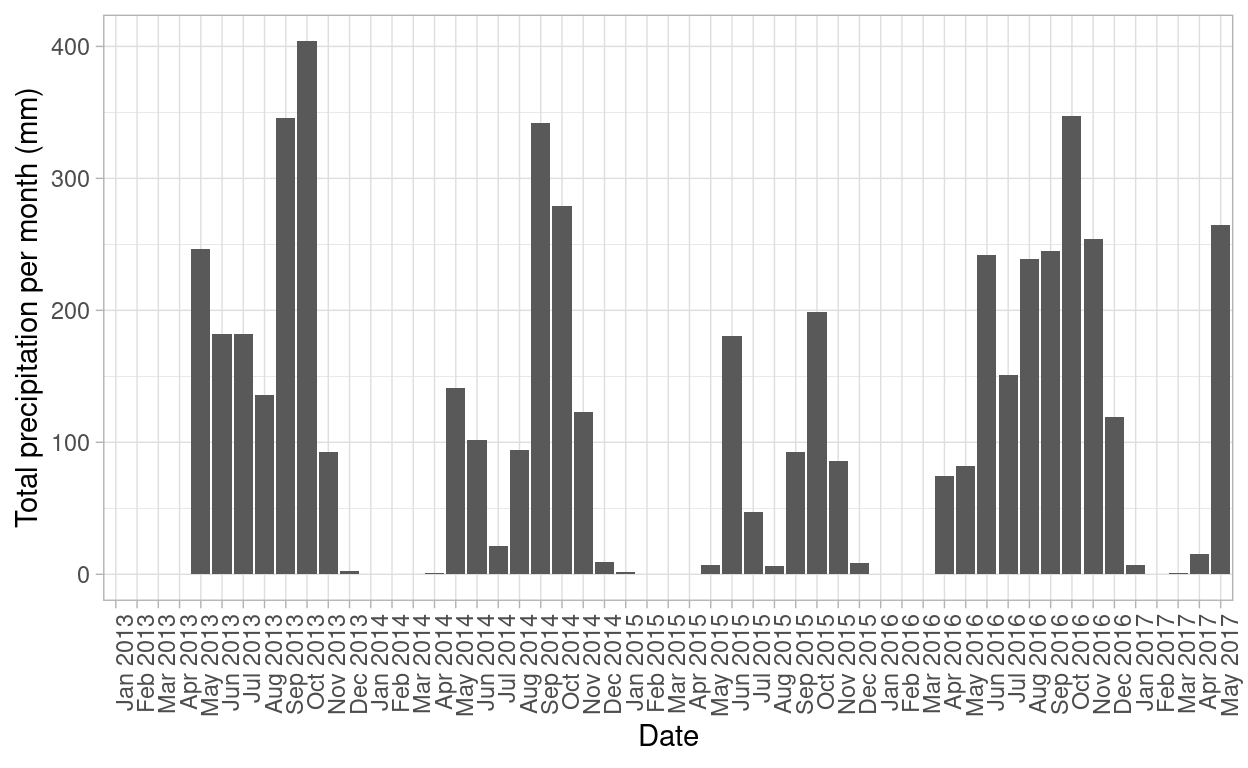 Total precipitation per month (mm)
400
300
200
100
0
Jan 2013
Feb 2013
Mar 2013
Apr 2013
May 2013
Jun 2013
Jul 2013
Aug 2013
Sep 2013
Oct 2013
Nov 2013
Dec 2013
Jan 2014
Feb 2014
Mar 2014
Apr 2014
May 2014
Jun 2014
Jul 2014
Aug 2014
Sep 2014
Oct 2014
Nov 2014
Dec 2014
Jan 2015
Feb 2015
Mar 2015
Apr 2015
May 2015
Jun 2015
Jul 2015
Aug 2015
Sep 2015
Oct 2015
Nov 2015
Dec 2015
Jan 2016
Feb 2016
Mar 2016
Apr 2016
May 2016
Jun 2016
Jul 2016
Aug 2016
Sep 2016
Oct 2016
Nov 2016
Dec 2016
Jan 2017
Feb 2017
Mar 2017
Apr 2017
May 2017
Date